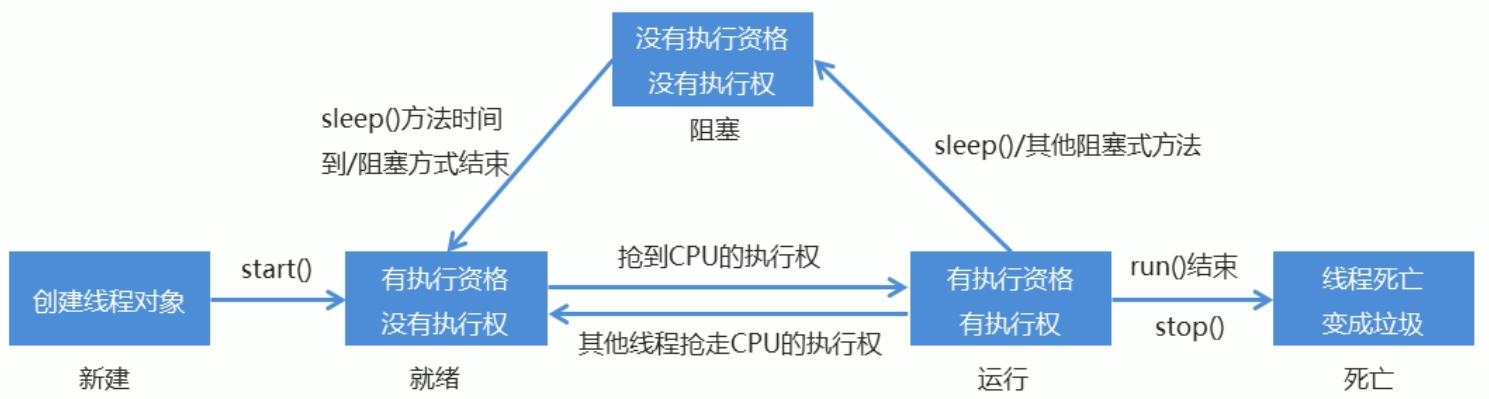 没有执行资格
没有执行权
阻塞
sleep()方法时间
到/阻塞方式结束
sleep()/其他阻塞式方法
创建线程对象
新建
start()
有执行资格
没有执行权
就绪
抢到CPU的执行权
其他线程抢走CPU的执行权
有执行资格
有执行权
运行
run()结束
stop()
线程死亡
变成垃圾
死亡